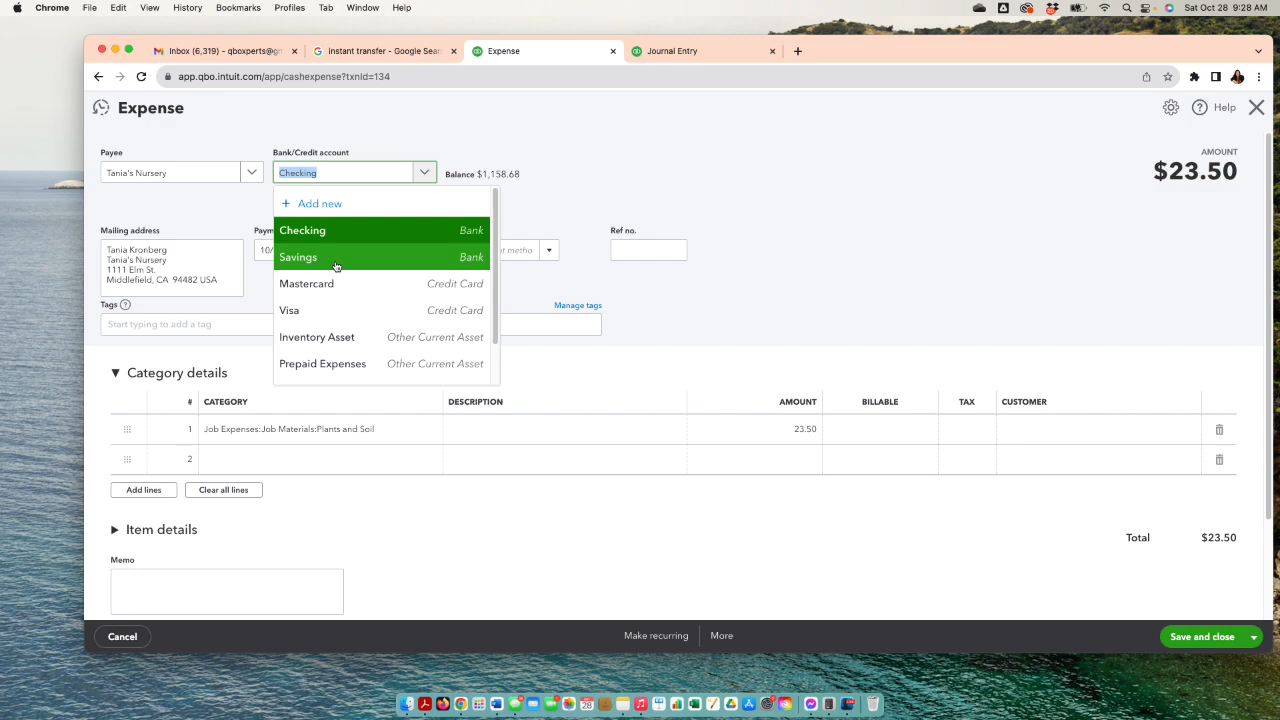 Chrome File Edit View History Bookmarks Profiles Tab Window Help Sat Oct 28 9:28 AM
Inbox (6,319) - qboxperts@gm instant transfer - Google Sear Expense Journal Entry
app.qbo.intuit.com/app/cashexpense?txnId=134
Expense
Help
Payee
Bank/Credit account
AMOUNT
Tania's Nursery
Checking
Balance $1,158.68
$23.50
+ Add new
Checking Bank
Savings Bank
Mastercard Credit Card
Visa Credit Card
Inventory Asset Other Current Asset
Prepaid Expenses Other Current Asset
Mailing address
Ref no.
Tania Kronberg
Tania's Nursery
1111 Elm St.
Middlefield, CA 94482 USA
10/
Tags ?
Manage tags
Start typing to add a tag
Category details
# CATEGORY DESCRIPTION AMOUNT BILLABLE TAX CUSTOMER
1 Job Expenses:Job Materials:Plants and Soil 23.50
2
Add lines Clear all lines
Item details
Total $23.50
Memo
Cancel Make recurring More Save and close